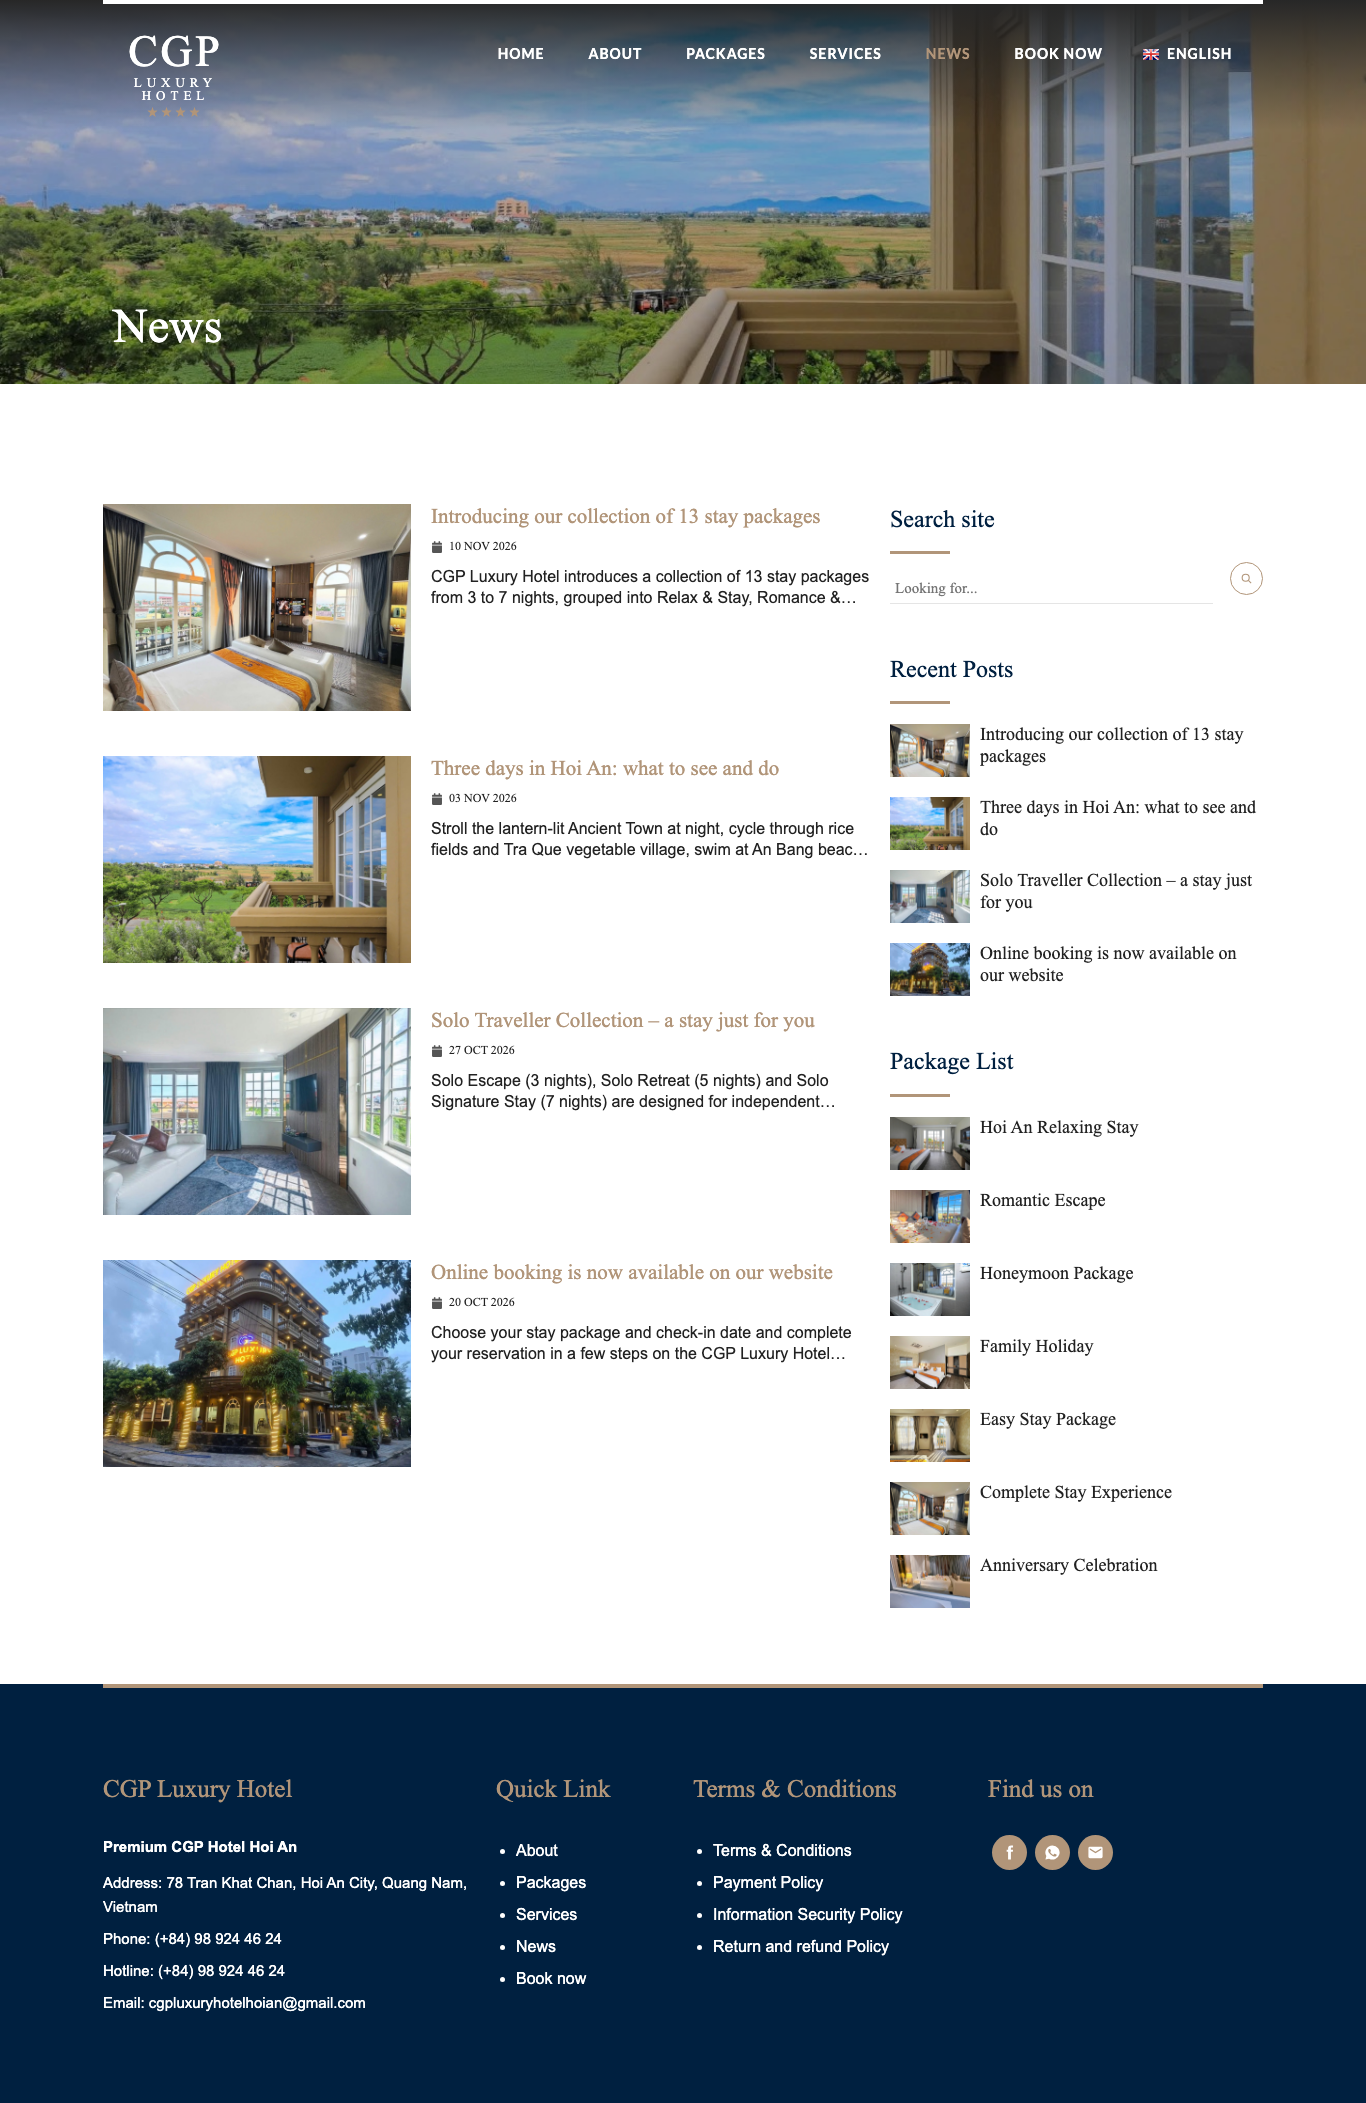 CGP
LUXURY
HOTEL
HOME
ABOUT
PACKAGES
SERVICES
NEWS
BOOK NOW
ENGLISH
News
Introducing our collection of 13 stay packages
10 NOV 2026
CGP Luxury Hotel introduces a collection of 13 stay packages
from 3 to 7 nights, grouped into Relax & Stay, Romance &…
Three days in Hoi An: what to see and do
03 NOV 2026
Stroll the lantern-lit Ancient Town at night, cycle through rice
fields and Tra Que vegetable village, swim at An Bang beac…
Solo Traveller Collection – a stay just for you
27 OCT 2026
Solo Escape (3 nights), Solo Retreat (5 nights) and Solo
Signature Stay (7 nights) are designed for independent…
Online booking is now available on our website
20 OCT 2026
Choose your stay package and check-in date and complete
your reservation in a few steps on the CGP Luxury Hotel…
Search site
Looking for...
Recent Posts
Introducing our collection of 13 stay
packages
Three days in Hoi An: what to see and
do
Solo Traveller Collection – a stay just
for you
Online booking is now available on
our website
Package List
Hoi An Relaxing Stay
Romantic Escape
Honeymoon Package
Family Holiday
Easy Stay Package
Complete Stay Experience
Anniversary Celebration
CGP Luxury Hotel
Premium CGP Hotel Hoi An
Address: 78 Tran Khat Chan, Hoi An City, Quang Nam,
Vietnam
Phone: (+84) 98 924 46 24
Hotline: (+84) 98 924 46 24
Email: cgpluxuryhotelhoian@gmail.com
Quick Link
About
Packages
Services
News
Book now
Terms & Conditions
Terms & Conditions
Payment Policy
Information Security Policy
Return and refund Policy
Find us on